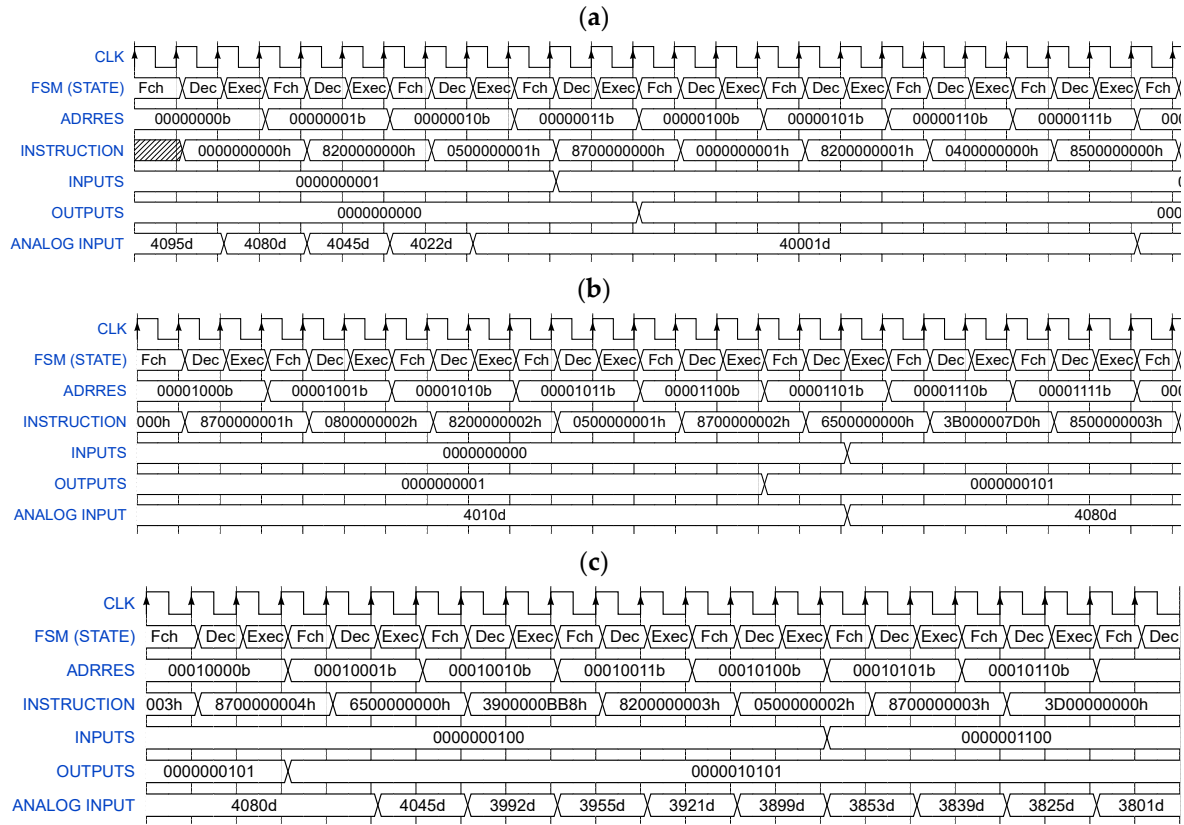 (a)
CLK
FSM (STATE) Fch Dec Exec Fch Dec Exec Fch Dec Exec Fch Dec Exec Fch Dec Exec Fch Dec Exec Fch Dec Exec Fch Dec Exec Fch
ADRRES 00000000b 00000001b 00000010b 00000011b 00000100b 00000101b 00000110b 00000111b 000
INSTRUCTION 0000000000h 8200000000h 0500000001h 8700000000h 0000000001h 8200000001h 0400000000h 8500000000h
INPUTS 0000000001 0
OUTPUTS 0000000000 000
ANALOG INPUT 4095d 4080d 4045d 4022d 40001d
(b)
CLK
FSM (STATE) Fch Dec Exec Fch Dec Exec Fch Dec Exec Fch Dec Exec Fch Dec Exec Fch Dec Exec Fch Dec Exec Fch Dec Exec Fch
ADRRES 00001000b 00001001b 00001010b 00001011b 00001100b 00001101b 00001110b 00001111b 000
INSTRUCTION 000h 8700000001h 0800000002h 8200000002h 0500000001h 8700000002h 6500000000h 3B000007D0h 8500000003h
INPUTS 0000000000
OUTPUTS 0000000001 0000000101
ANALOG INPUT 4010d 4080d
(c)
CLK
FSM (STATE) Fch Dec Exec Fch Dec Exec Fch Dec Exec Fch Dec Exec Fch Dec Exec Fch Dec Exec Fch Dec Exec Fch Dec
ADRRES 00010000b 00010001b 00010010b 00010011b 00010100b 00010101b 00010110b
INSTRUCTION 003h 8700000004h 6500000000h 3900000BB8h 8200000003h 0500000002h 8700000003h 3D00000000h
INPUTS 0000000100 0000001100
OUTPUTS 0000000101 0000010101
ANALOG INPUT 4080d 4045d 3992d 3955d 3921d 3899d 3853d 3839d 3825d 3801d